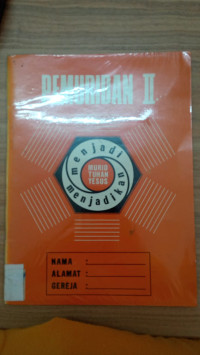 PEMURIDAN II
menjadi
MURID
TUHAN
YESUS
menjadikan
NAMA :
ALAMAT :
GEREJA :